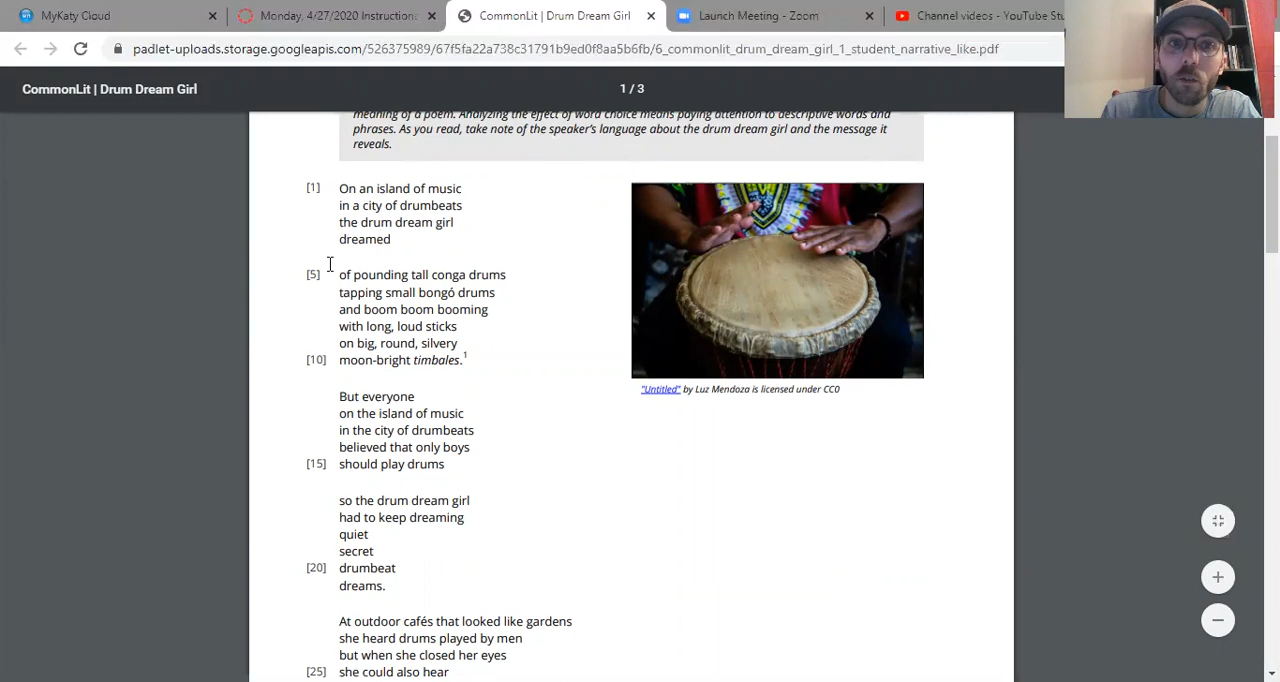 MyKaty Cloud
Monday, 4/27/2020 Instructions
CommonLit | Drum Dream Girl
Launch Meeting - Zoom
Channel videos - YouTube Stu
padlet-uploads.storage.googleapis.com/526375989/67f5fa22a738c31791b9ed0f8aa5b6fb/6_commonlit_drum_dream_girl_1_student_narrative_like.pdf
CommonLit | Drum Dream Girl
1 / 3
meaning of a poem. Analyzing the effect of word choice means paying attention to descriptive words and
phrases. As you read, take note of the speaker's language about the drum dream girl and the message it
reveals.
[1] On an island of music
in a city of drumbeats
the drum dream girl
dreamed
[5] of pounding tall conga drums
tapping small bongó drums
and boom boom booming
with long, loud sticks
on big, round, silvery
[10] moon-bright timbales.1
But everyone
on the island of music
in the city of drumbeats
believed that only boys
[15] should play drums
so the drum dream girl
had to keep dreaming
quiet
secret
[20] drumbeat
dreams.
At outdoor cafés that looked like gardens
she heard drums played by men
but when she closed her eyes
[25] she could also hear
"Untitled" by Luz Mendoza is licensed under CC0